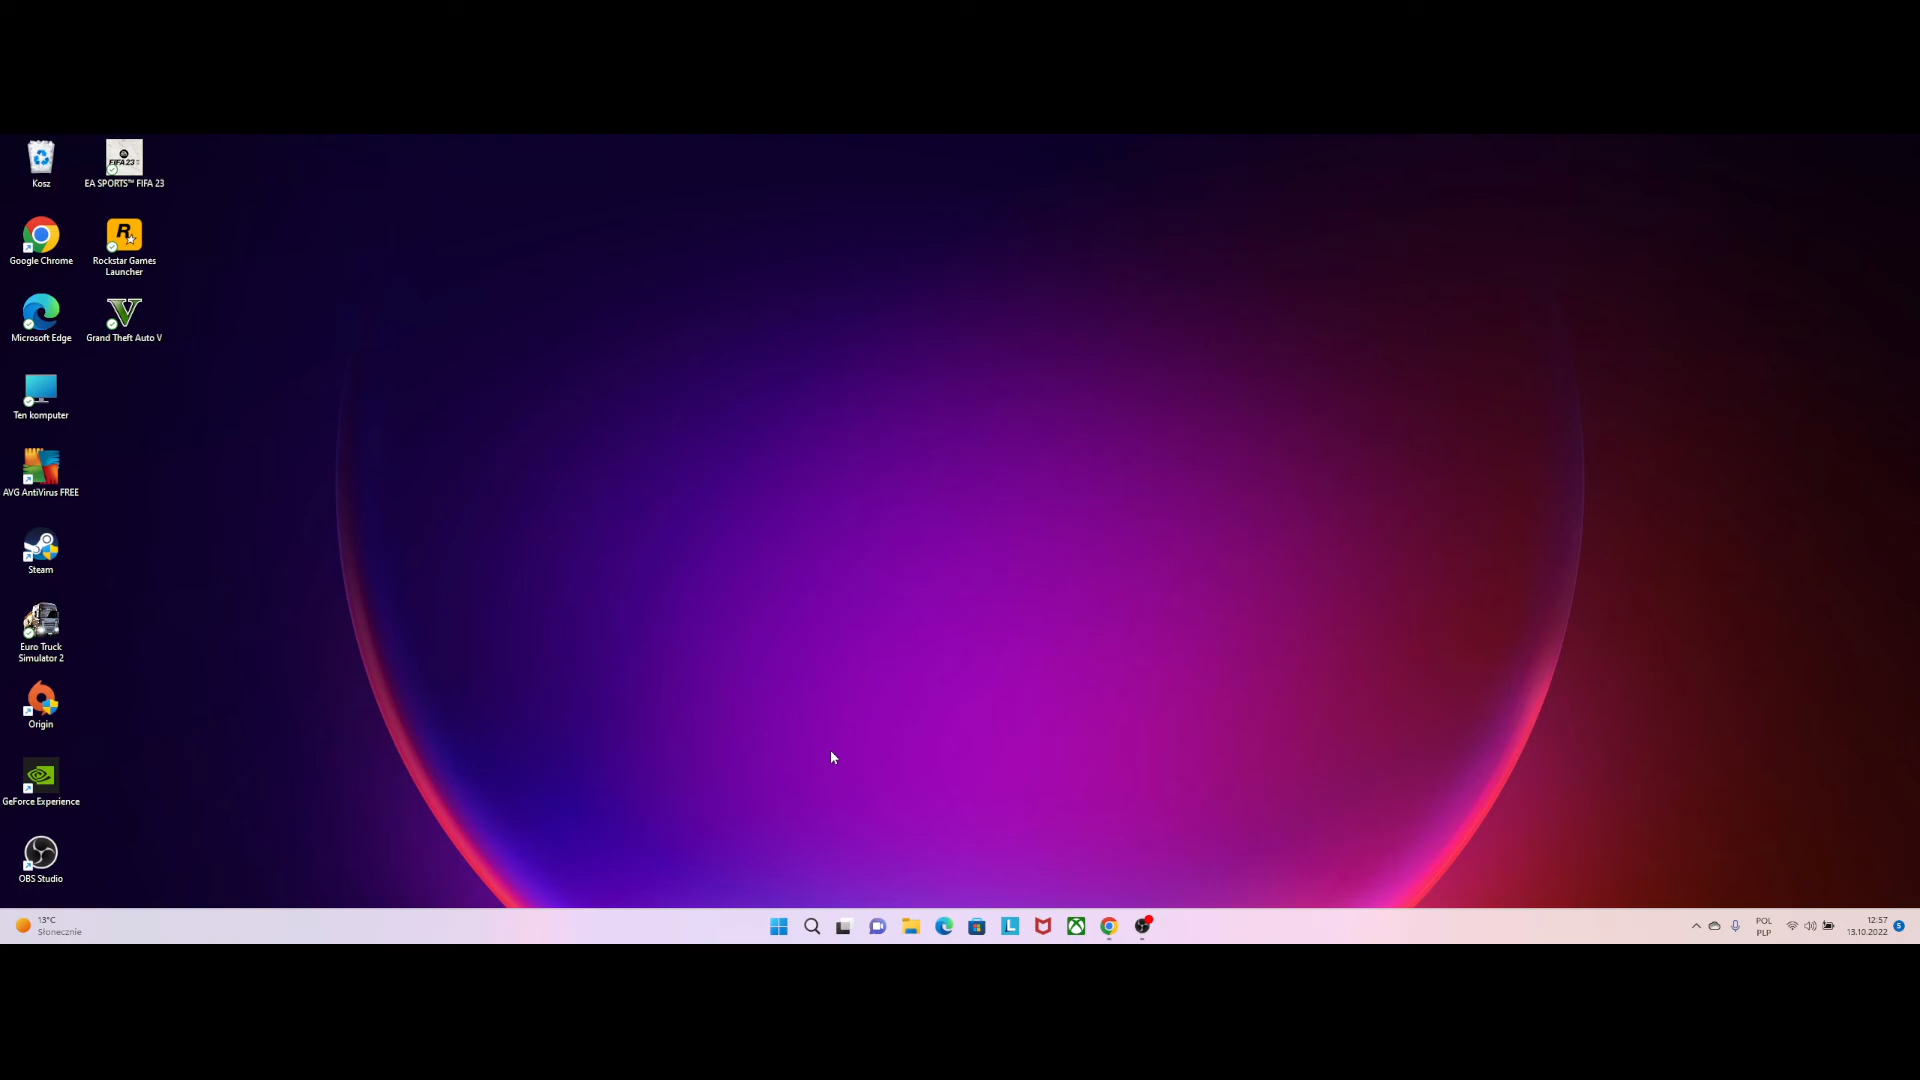 Kosz
EA SPORTS™ FIFA 23
FIFA 23
Google Chrome
Rockstar Games
Launcher
Microsoft Edge
Grand Theft Auto V
Ten komputer
AVG AntiVirus FREE
Steam
Euro Truck
Simulator 2
Origin
GeForce Experience
OBS Studio
13°C
Słonecznie
POL
PLP
12:57
13.10.2022
5